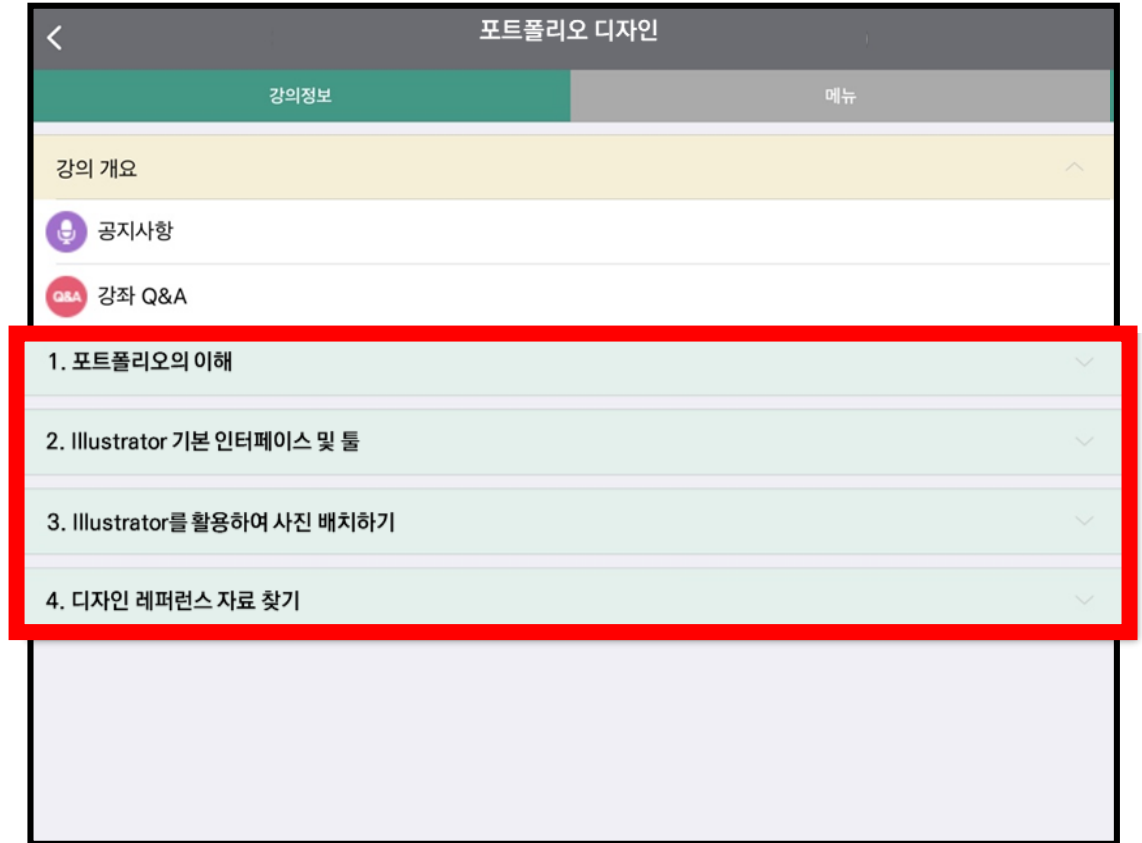 포트폴리오 디자인
강의정보
메뉴
강의 개요
공지사항
Q&A
강좌 Q&A
1. 포트폴리오의 이해
2. Illustrator 기본 인터페이스 및 툴
3. Illustrator를 활용하여 사진 배치하기
4. 디자인 레퍼런스 자료 찾기